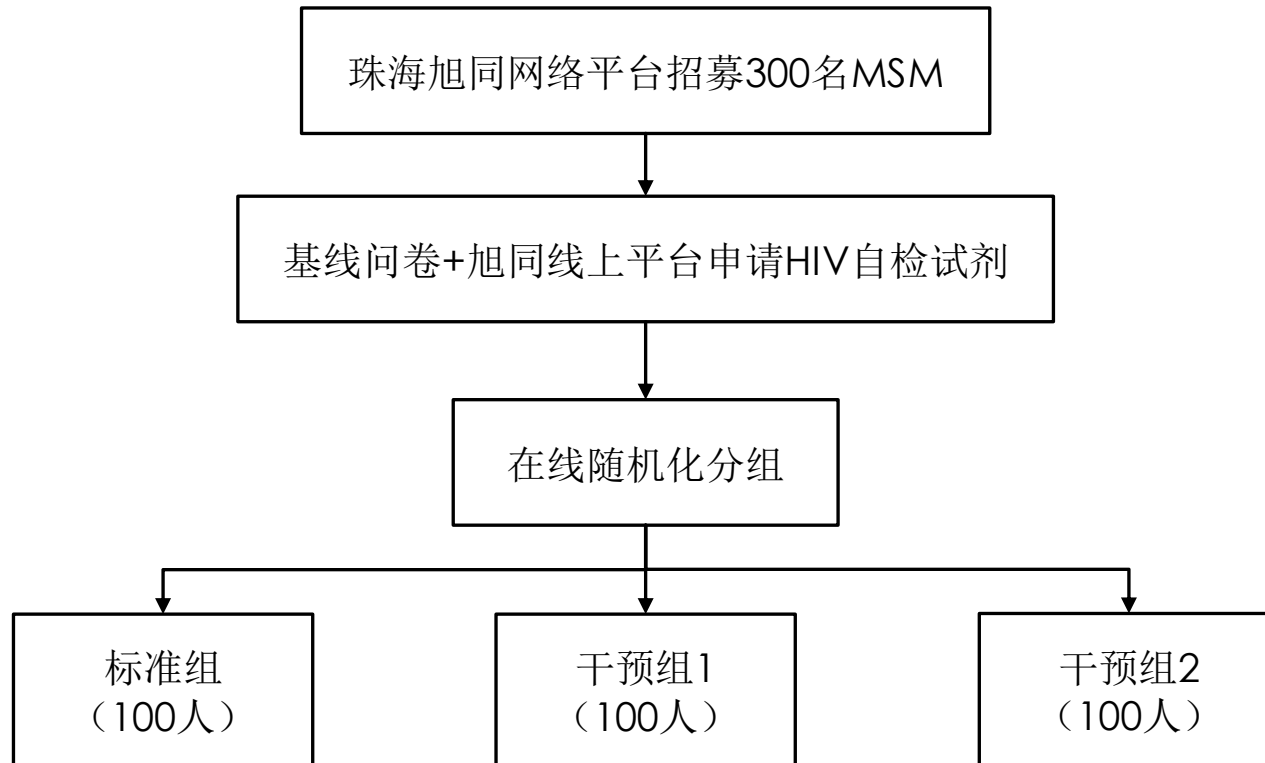 珠海旭同网络平台招募300名MSM
基线问卷+旭同线上平台申请HIV自检试剂
在线随机化分组
标准组
（100人）
干预组1
（100人）
干预组2
（100人）